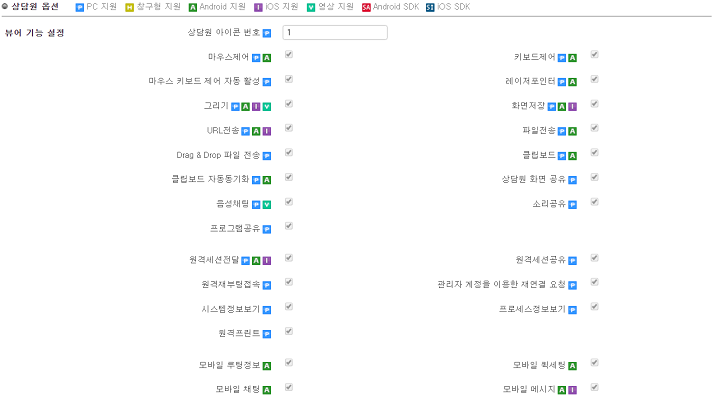 상담원 옵션 P PC 지원 M 창구형 지원 A Android 지원 I iOS 지원 V 영상 지원 SA Android SDK SI iOS SDK
뷰어 기능 설정 상담원 아이콘 번호 P 1
마우스제어 P A 키보드제어 P A
마우스 키보드 제어 자동 활성 P 레이저포인터 P A
그리기 P A I V 화면저장 P A I
URL전송 P A I 파일전송 P A
Drag & Drop 파일 전송 P 클립보드 P A
클립보드 자동동기화 P A 상담원 화면 공유 P
음성채팅 P V 소리공유 P
프로그램공유 P
원격세션전달 P A I 원격세션공유 P
원격재부팅접속 P 관리자 계정을 이용한 재연결 요청 P
시스템정보보기 P 프로세스정보보기 P
원격프린트 P
모바일 루팅정보 A 모바일 퀵세팅 A
모바일 채팅 A 모바일 메시지 A I